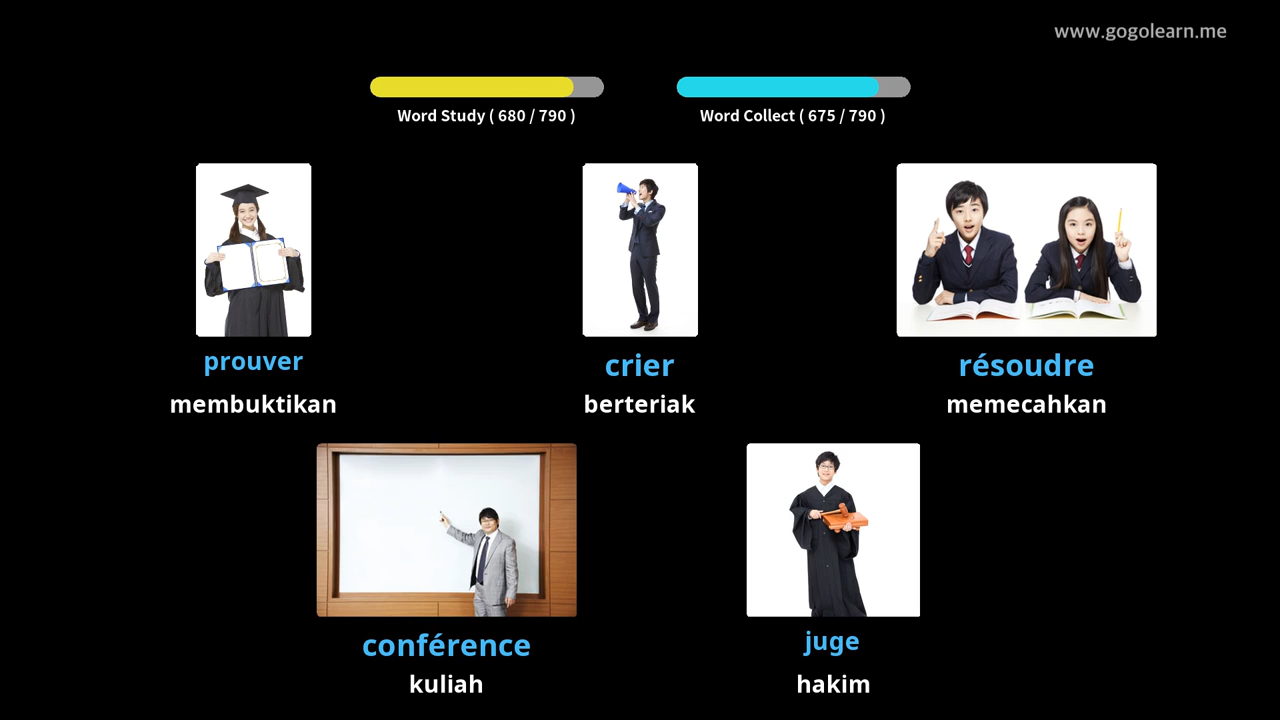 www.gogolearn.me
Word Study ( 680 / 790 )
Word Collect ( 675 / 790 )
prouver
membuktikan
crier
berteriak
résoudre
memecahkan
conférence
kuliah
juge
hakim